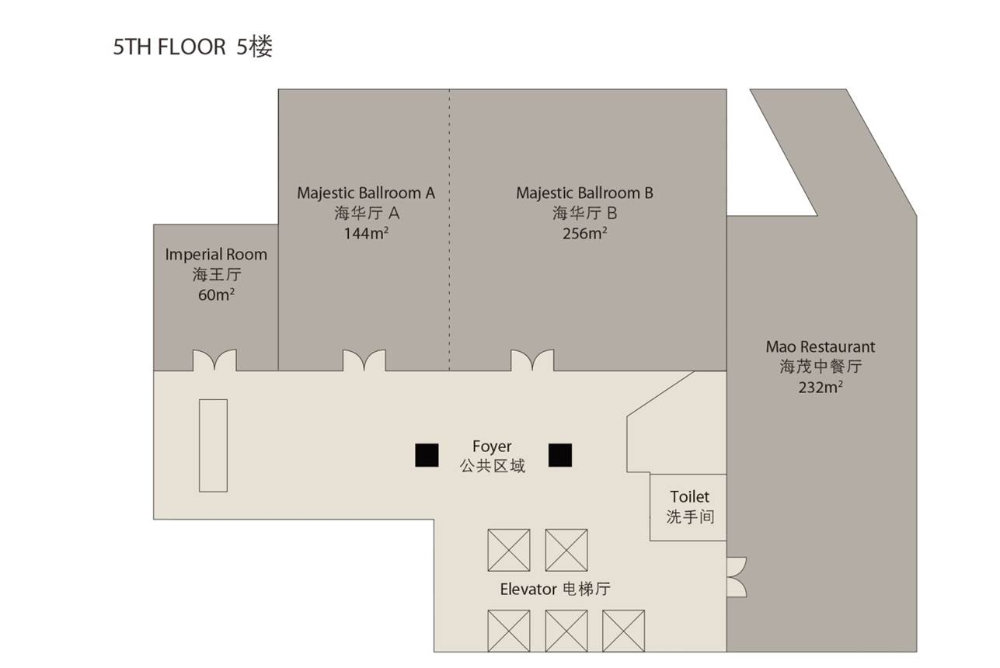 5TH FLOOR 5楼
Majestic Ballroom A
海华厅 A
144m²
Majestic Ballroom B
海华厅 B
256m²
Imperial Room
海王厅
60m²
Mao Restaurant
海茂中餐厅
232m²
Foyer
公共区域
Toilet
洗手间
Elevator 电梯厅